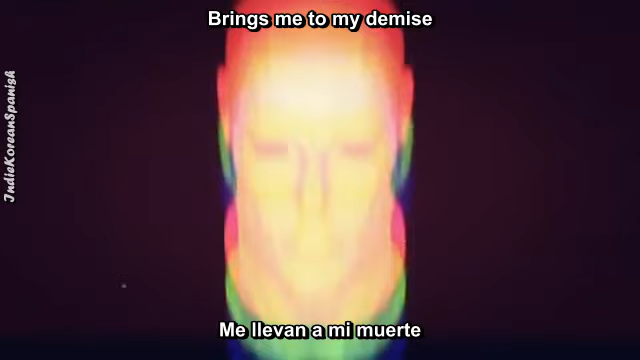 Brings me to my demise
IndieKoreanSpanish
Me llevan a mi muerte